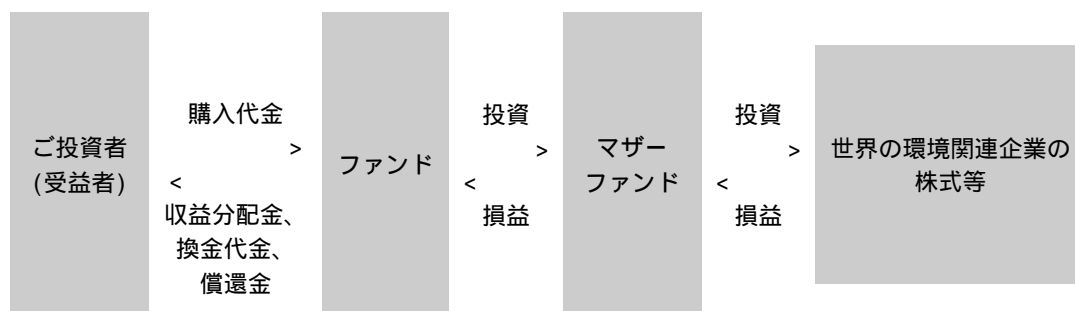 ご投資者
(受益者)
購入代金
>
<
収益分配金、
換金代金、
償還金
ファンド
投資
>
<
損益
マザー
ファンド
投資
>
<
損益
世界の環境関連企業の
株式等